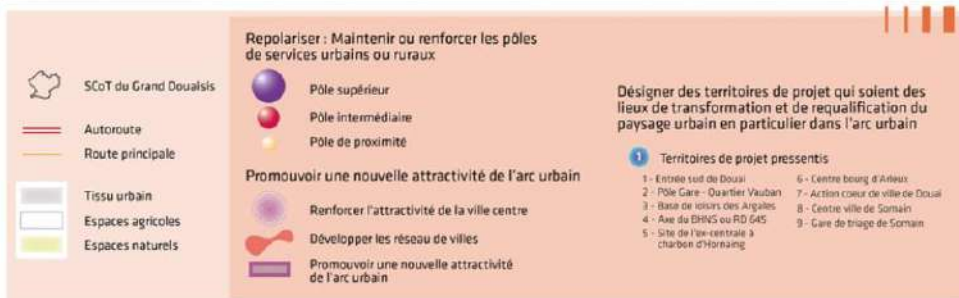 SCoT du Grand Douaisis
Autoroute
Route principale
Tissu urbain
Espaces agricoles
Espaces naturels
Repolariser : Maintenir ou renforcer les pôles
de services urbains ou ruraux
Pôle supérieur
Pôle intermédiaire
Pôle de proximité
Promouvoir une nouvelle attractivité de l'arc urbain
Renforcer l'attractivité de la ville centre
Développer les réseau de villes
Promouvoir une nouvelle attractivité
de l'arc urbain
Désigner des territoires de projet qui soient des
lieux de transformation et de requalification du
paysage urbain en particulier dans l'arc urbain
1 Territoires de projet pressentis
1 - Entrée sud de Douai
2 - Pôle Gare - Quartier Vauban
3 - Base de loisirs des Argales
4 - Axe du BHNS ou RD 645
5 - Site de l'ex-centrale à
charbon d'Hornaing
6 - Centre bourg d'Arleux
7 - Action coeur de ville de Douai
8 - Centre ville de Somain
9 - Gare de triage de Somain